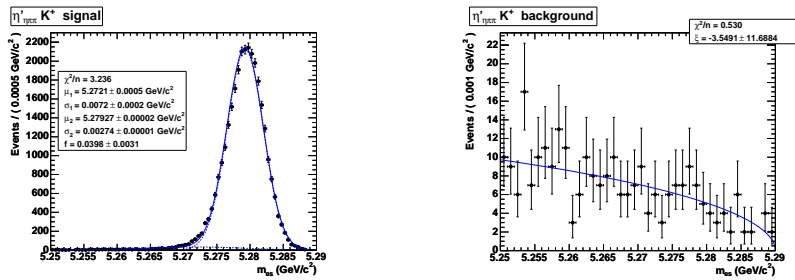 η'ηππ K+ signal
Events / ( 0.0005 GeV/c² )
2200
2000
1800
1600
1400
1200
1000
800
600
400
200
0
χ²/n = 3.236
μ₁ = 5.2721 ± 0.0005 GeV/c²
σ₁ = 0.0072 ± 0.0002 GeV/c²
μ₂ = 5.27927 ± 0.00002 GeV/c²
σ₂ = 0.00274 ± 0.00001 GeV/c²
f = 0.0398 ± 0.0031
5.25 5.255 5.26 5.265 5.27 5.275 5.28 5.285 5.29
m_es (GeV/c²)
η'ηππ K+ background
χ²/n = 0.530
ξ = -3.5491 ± 11.6884
Events / ( 0.001 GeV/c² )
22
20
18
16
14
12
10
8
6
4
2
0
5.25 5.255 5.26 5.265 5.27 5.275 5.28 5.285 5.29
m_es (GeV/c²)